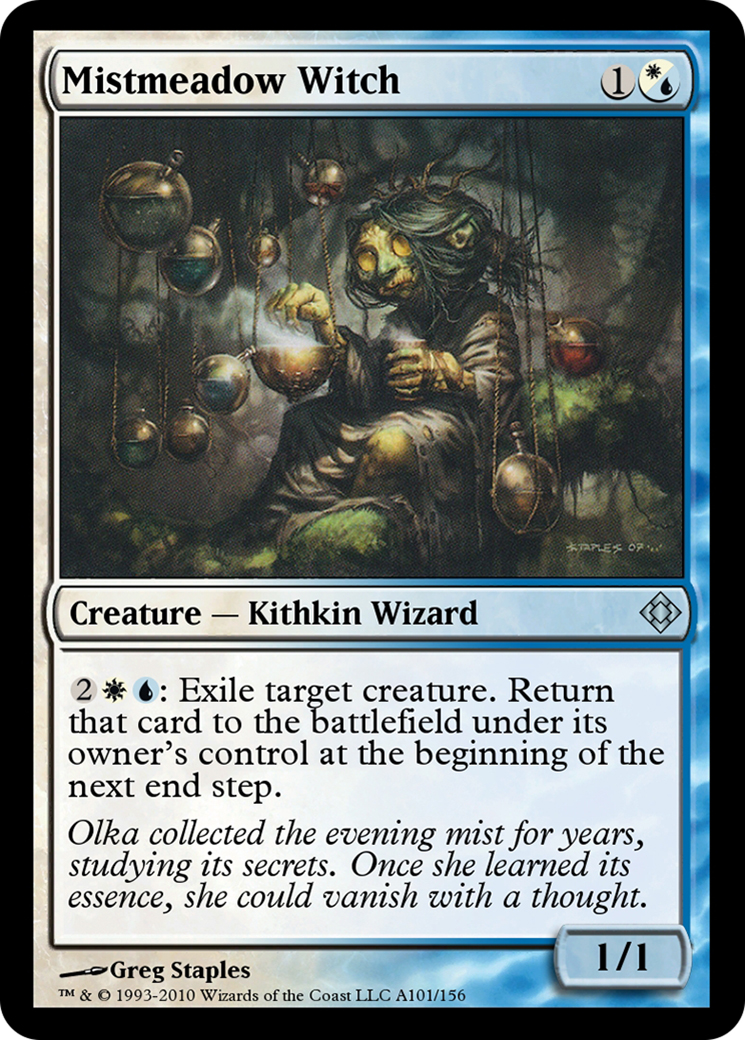 Mistmeadow Witch 1
STAPLES 07
Creature — Kithkin Wizard
2: Exile target creature. Return
that card to the battlefield under its
owner's control at the beginning of the
next end step.
Olka collected the evening mist for years,
studying its secrets. Once she learned its
essence, she could vanish with a thought.
1/1
Greg Staples
™ & © 1993-2010 Wizards of the Coast LLC A101/156